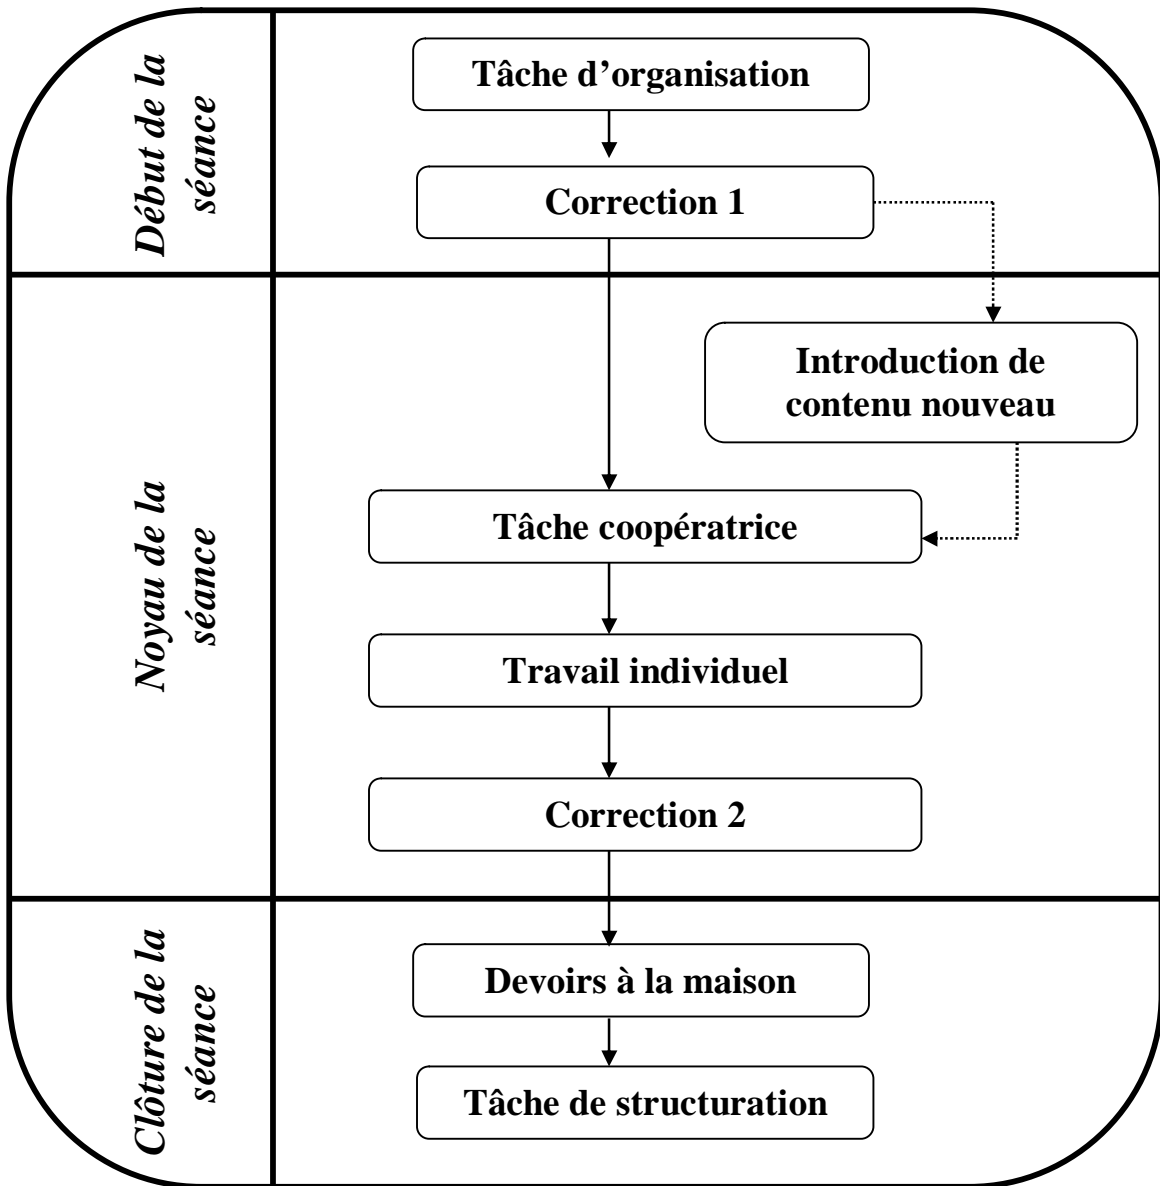 Début de la
séance
Tâche d’organisation
Correction 1
Noyau de la
séance
Introduction de
contenu nouveau
Tâche coopératrice
Travail individuel
Correction 2
Clôture de la
séance
Devoirs à la maison
Tâche de structuration